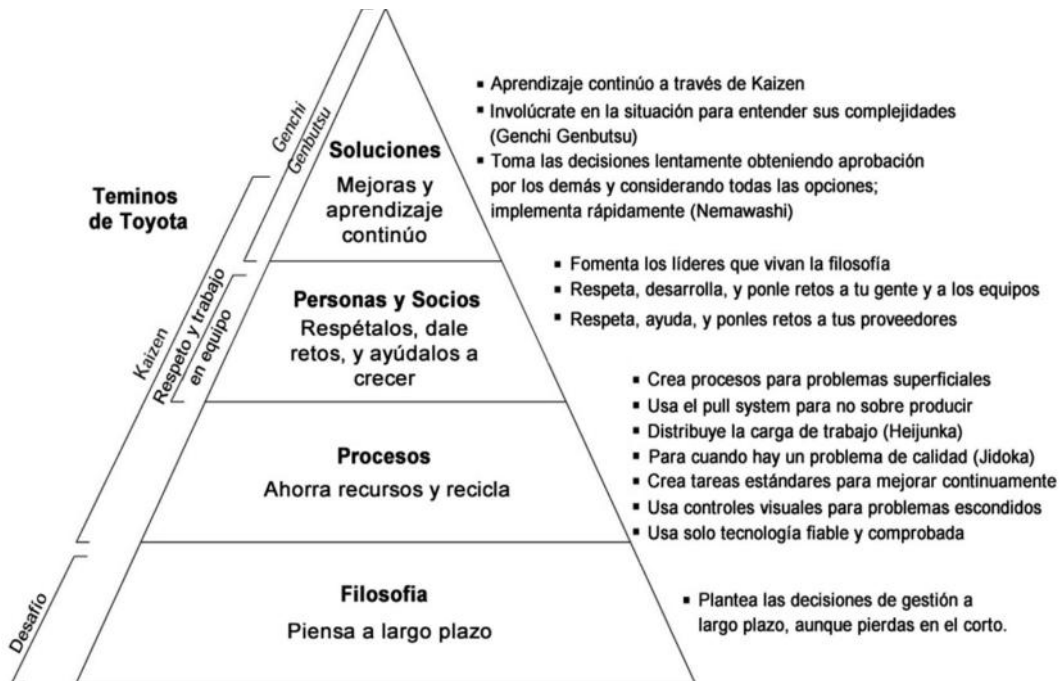 Teminos
de Toyota
Genchi
Genbutsu
Kaizen
Respeto y trabajo
en equipo
Desafío
Soluciones
Mejoras y
aprendizaje
continúo
▪ Aprendizaje continúo a través de Kaizen
▪ Involúcrate en la situación para entender sus complejidades
(Genchi Genbutsu)
▪ Toma las decisiones lentamente obteniendo aprobación
por los demás y considerando todas las opciones;
implementa rápidamente (Nemawashi)
Personas y Socios
Respétalos, dale
retos, y ayúdalos a
crecer
▪ Fomenta los líderes que vivan la filosofía
▪ Respeta, desarrolla, y ponle retos a tu gente y a los equipos
▪ Respeta, ayuda, y ponles retos a tus proveedores
Procesos
Ahorra recursos y recicla
▪ Crea procesos para problemas superficiales
▪ Usa el pull system para no sobre producir
▪ Distribuye la carga de trabajo (Heijunka)
▪ Para cuando hay un problema de calidad (Jidoka)
▪ Crea tareas estándares para mejorar continuamente
▪ Usa controles visuales para problemas escondidos
▪ Usa solo tecnología fiable y comprobada
Filosofia
Piensa a largo plazo
▪ Plantea las decisiones de gestión a
largo plazo, aunque pierdas en el corto.